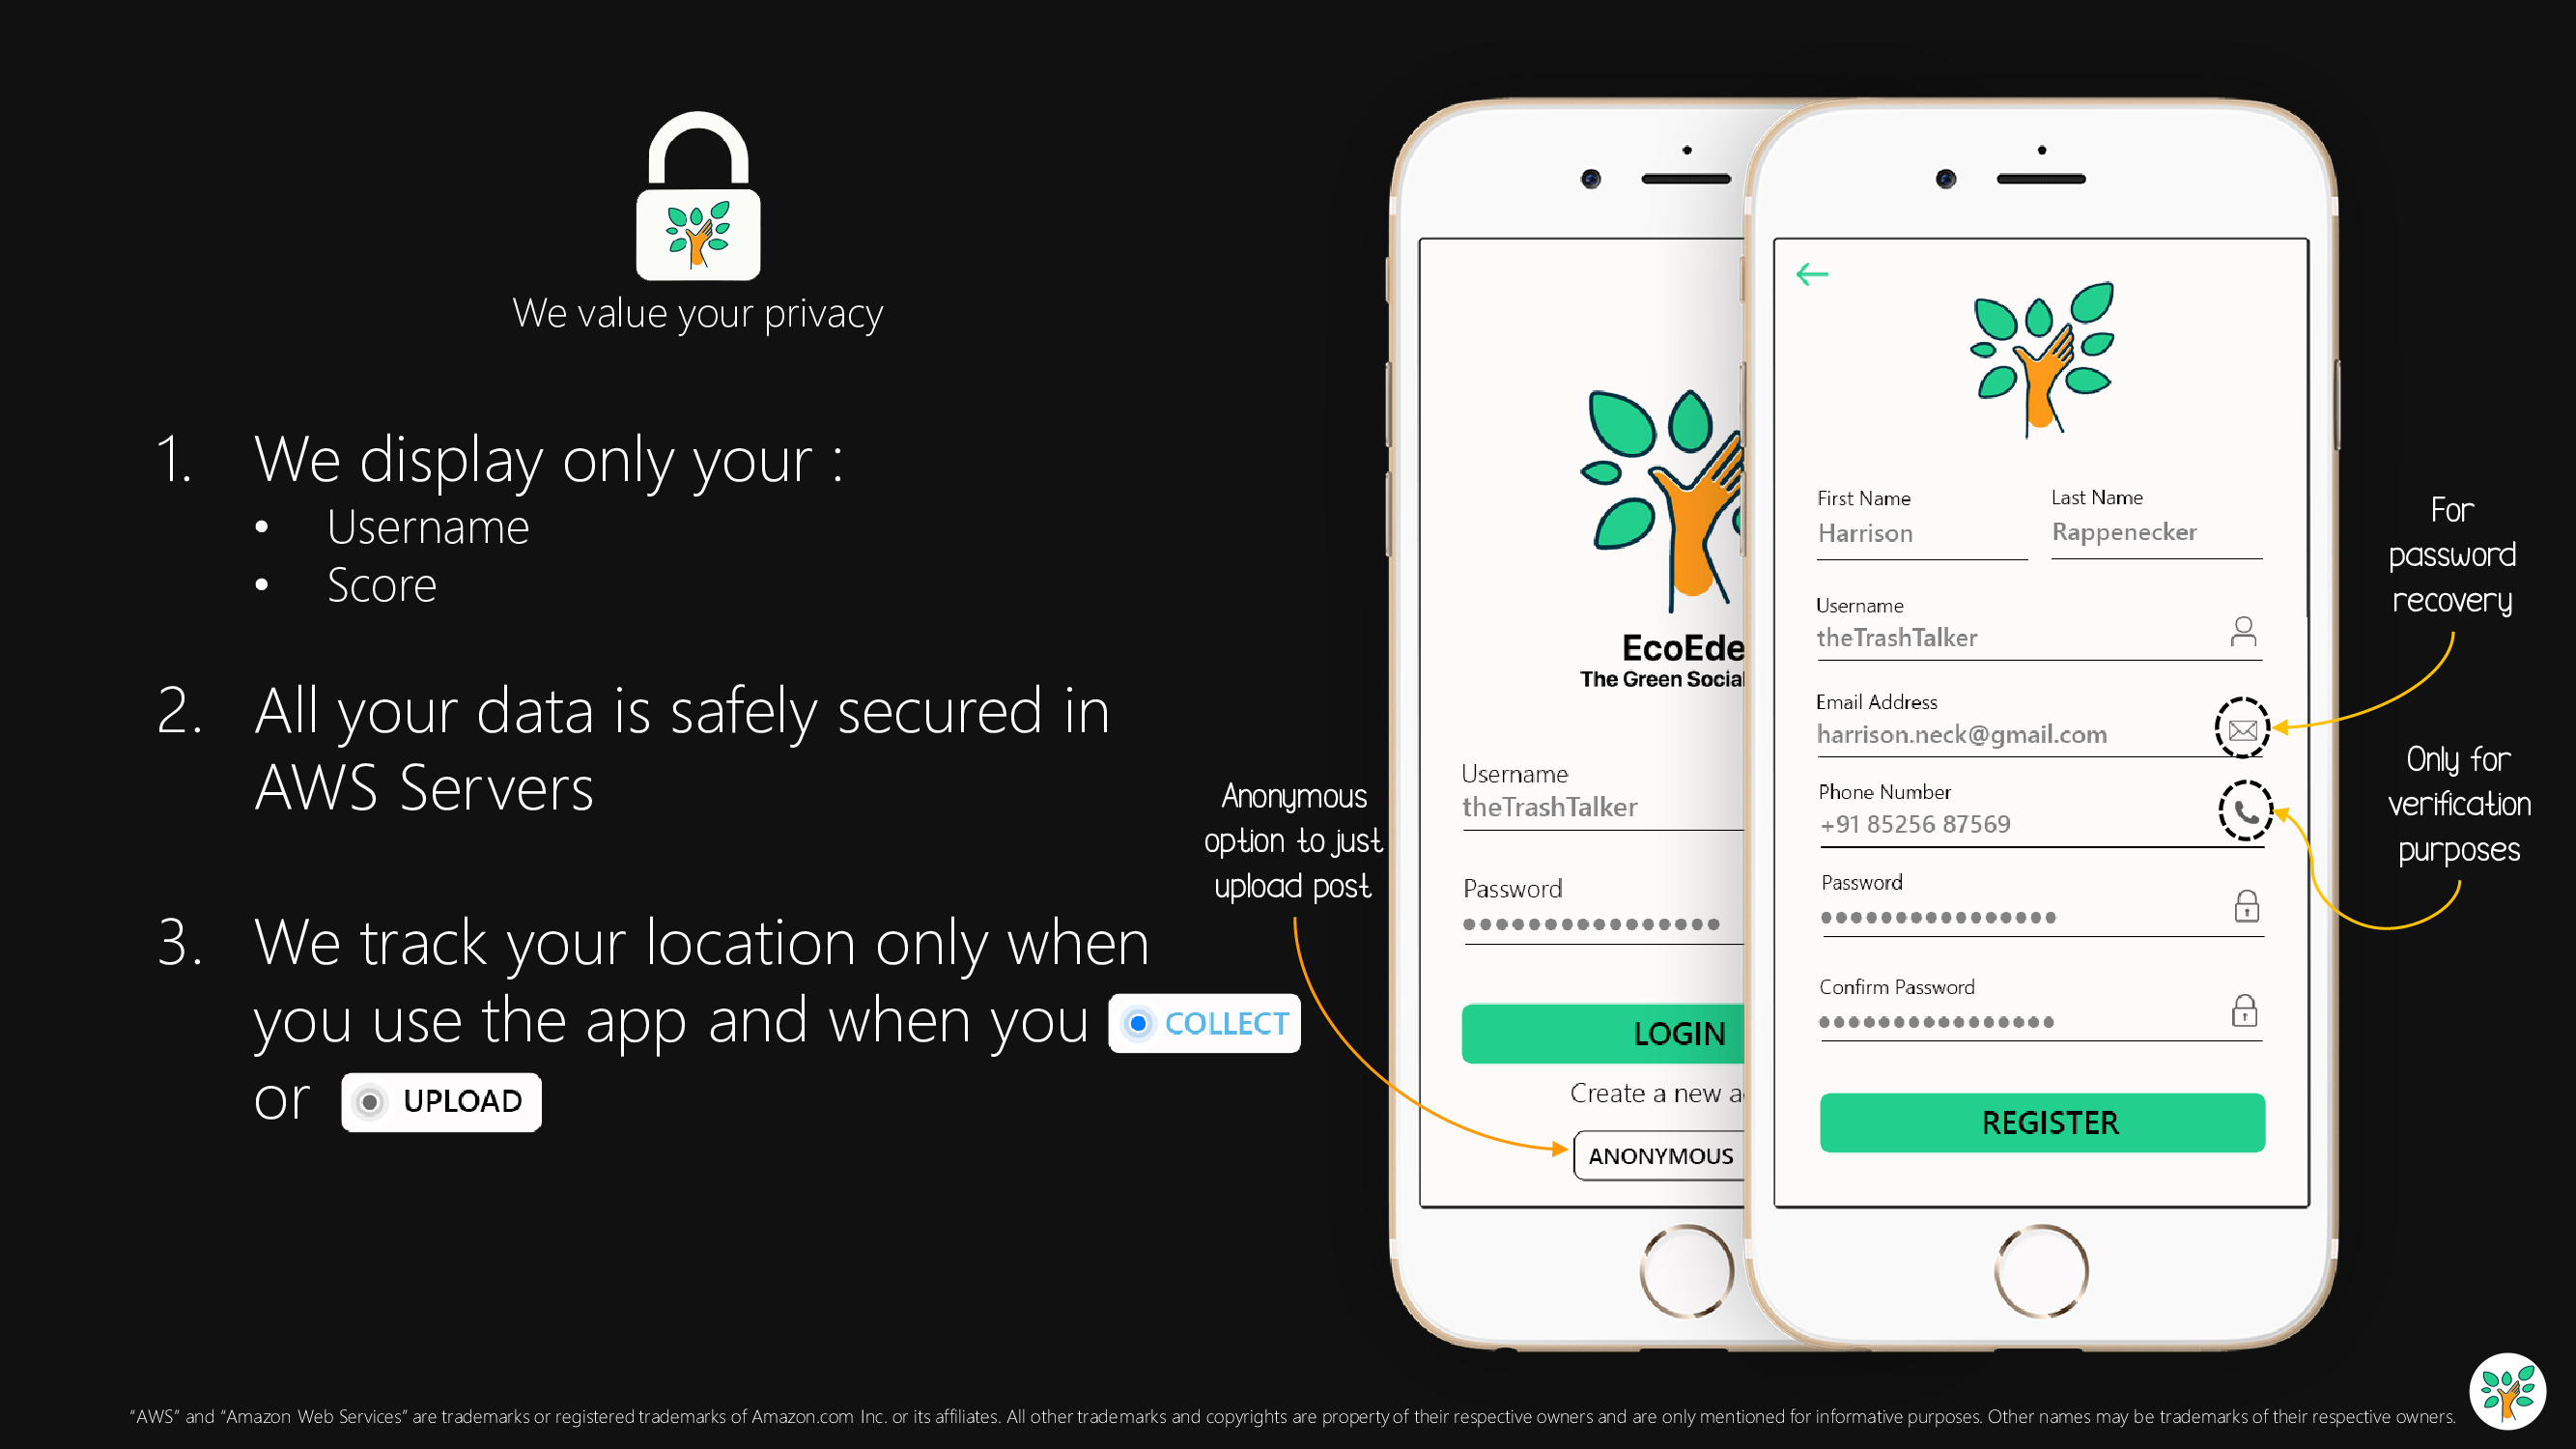 We value your privacy
1. We display only your :
• Username
• Score
2. All your data is safely secured in
AWS Servers
3. We track your location only when
you use the app and when you COLLECT
or UPLOAD
Anonymous
option to just
upload post
EcoEde
The Green Social
Username
theTrashTalker
Password
LOGIN
Create a new a
ANONYMOUS
First Name Last Name
Harrison Rappenecker
Username
theTrashTalker
Email Address
harrison.neck@gmail.com
Phone Number
+91 85256 87569
Password
Confirm Password
REGISTER
For
password
recovery
Only for
verification
purposes
“AWS” and “Amazon Web Services” are trademarks or registered trademarks of Amazon.com Inc. or its affiliates. All other trademarks and copyrights are property of their respective owners and are only mentioned for informative purposes. Other names may be trademarks of their respective owners.